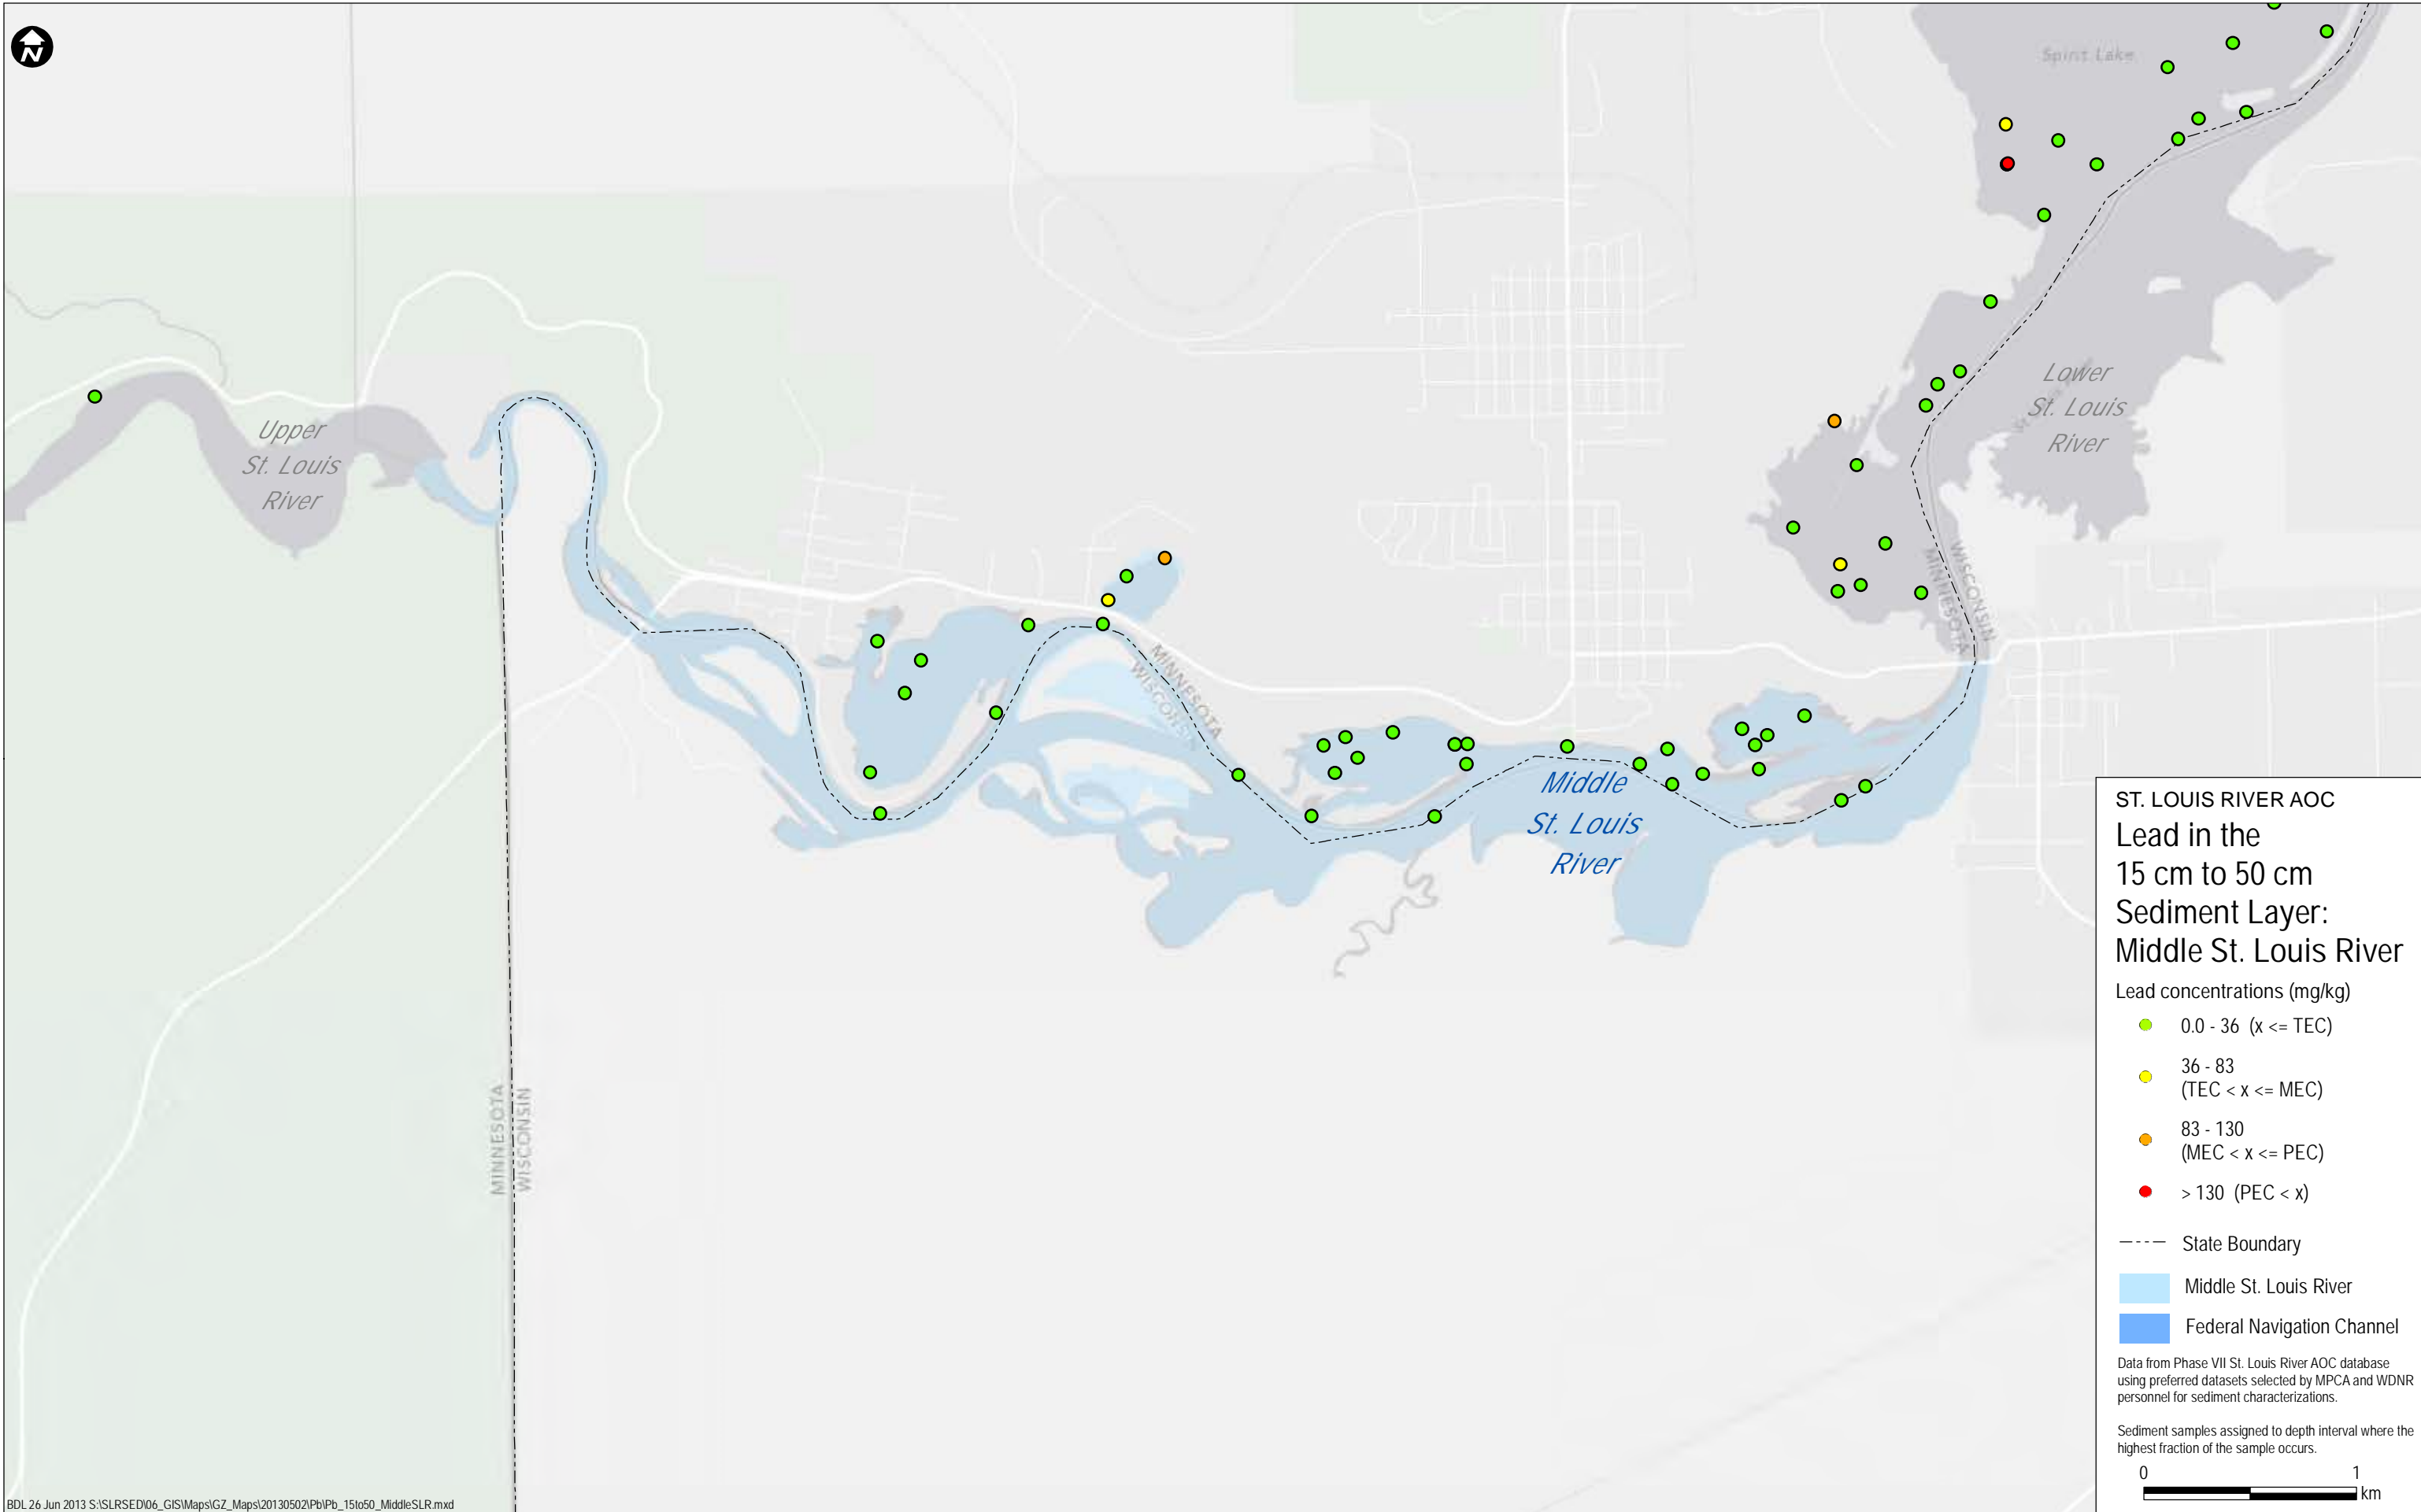 N
Spirit Lake
Upper
St. Louis
River
Lower
St. Louis
River
WISCONSIN
MINNESOTA
MINNESOTA
WISCONSIN
Middle
St. Louis
River
MINNESOTA
WISCONSIN
ST. LOUIS RIVER AOC
Lead in the
15 cm to 50 cm
Sediment Layer:
Middle St. Louis River
Lead concentrations (mg/kg)
0.0 - 36 (x <= TEC)
36 - 83
(TEC < x <= MEC)
83 - 130
(MEC < x <= PEC)
> 130 (PEC < x)
State Boundary
Middle St. Louis River
Federal Navigation Channel
Data from Phase VII St. Louis River AOC database
using preferred datasets selected by MPCA and WDNR
personnel for sediment characterizations.
Sediment samples assigned to depth interval where the
highest fraction of the sample occurs.
0 1
km
BDL 26 Jun 2013 S:\SLRSED\06_GIS\Maps\GZ_Maps\20130502\Pb\Pb_15to50_MiddleSLR.mxd